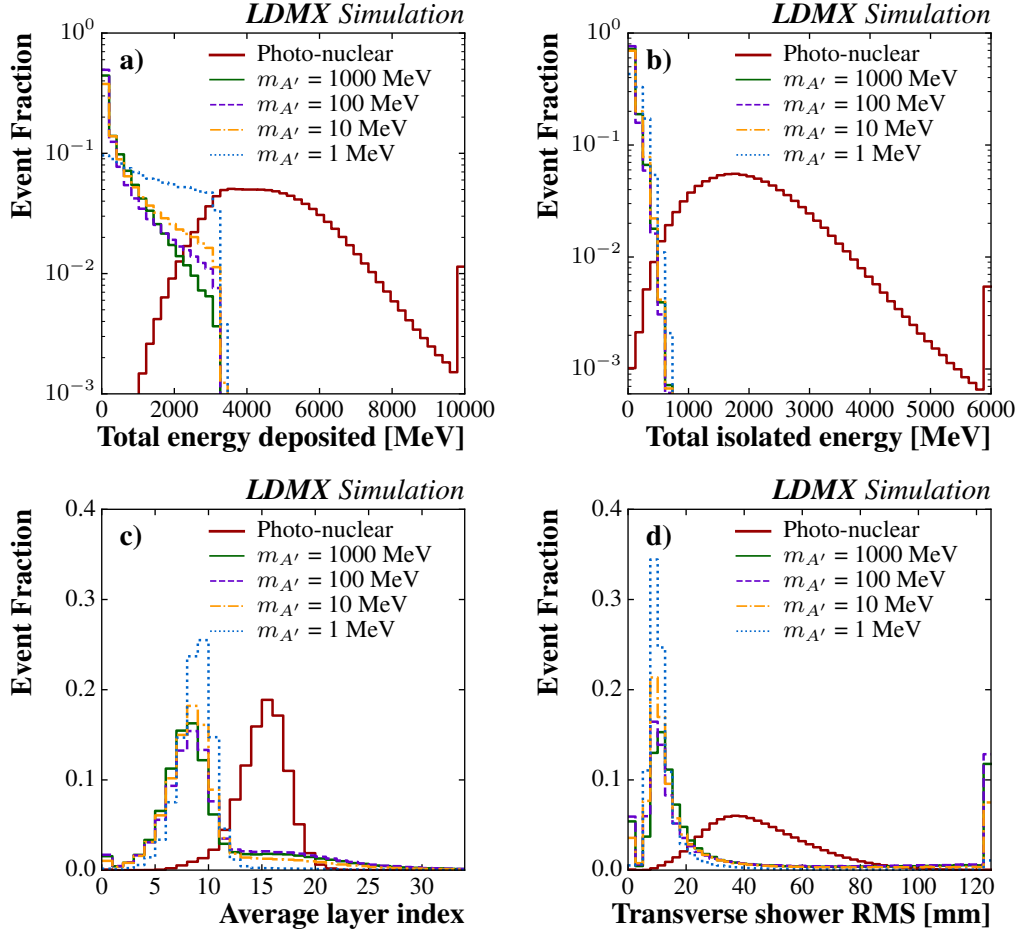 LDMX Simulation
a)
Photo-nuclear
m_A′ = 1000 MeV
m_A′ = 100 MeV
m_A′ = 10 MeV
m_A′ = 1 MeV
Event Fraction
10^0
10^−1
10^−2
10^−3
0 2000 4000 6000 8000 10000
Total energy deposited [MeV]
LDMX Simulation
b)
Photo-nuclear
m_A′ = 1000 MeV
m_A′ = 100 MeV
m_A′ = 10 MeV
m_A′ = 1 MeV
Event Fraction
10^0
10^−1
10^−2
10^−3
0 1000 2000 3000 4000 5000 6000
Total isolated energy [MeV]
LDMX Simulation
c)
Photo-nuclear
m_A′ = 1000 MeV
m_A′ = 100 MeV
m_A′ = 10 MeV
m_A′ = 1 MeV
Event Fraction
0.4
0.3
0.2
0.1
0.0
0 5 10 15 20 25 30
Average layer index
LDMX Simulation
d)
Photo-nuclear
m_A′ = 1000 MeV
m_A′ = 100 MeV
m_A′ = 10 MeV
m_A′ = 1 MeV
Event Fraction
0.4
0.3
0.2
0.1
0.0
0 20 40 60 80 100 120
Transverse shower RMS [mm]